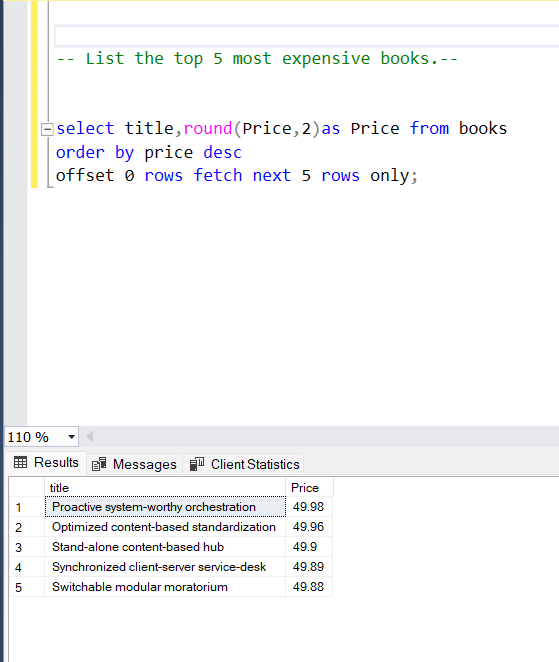 -- List the top 5 most expensive books.--
select title,round(Price,2)as Price from books
order by price desc
offset 0 rows fetch next 5 rows only;
110 %
Results Messages Client Statistics
title Price
1 Proactive system-worthy orchestration 49.98
2 Optimized content-based standardization 49.96
3 Stand-alone content-based hub 49.9
4 Synchronized client-server service-desk 49.89
5 Switchable modular moratorium 49.88